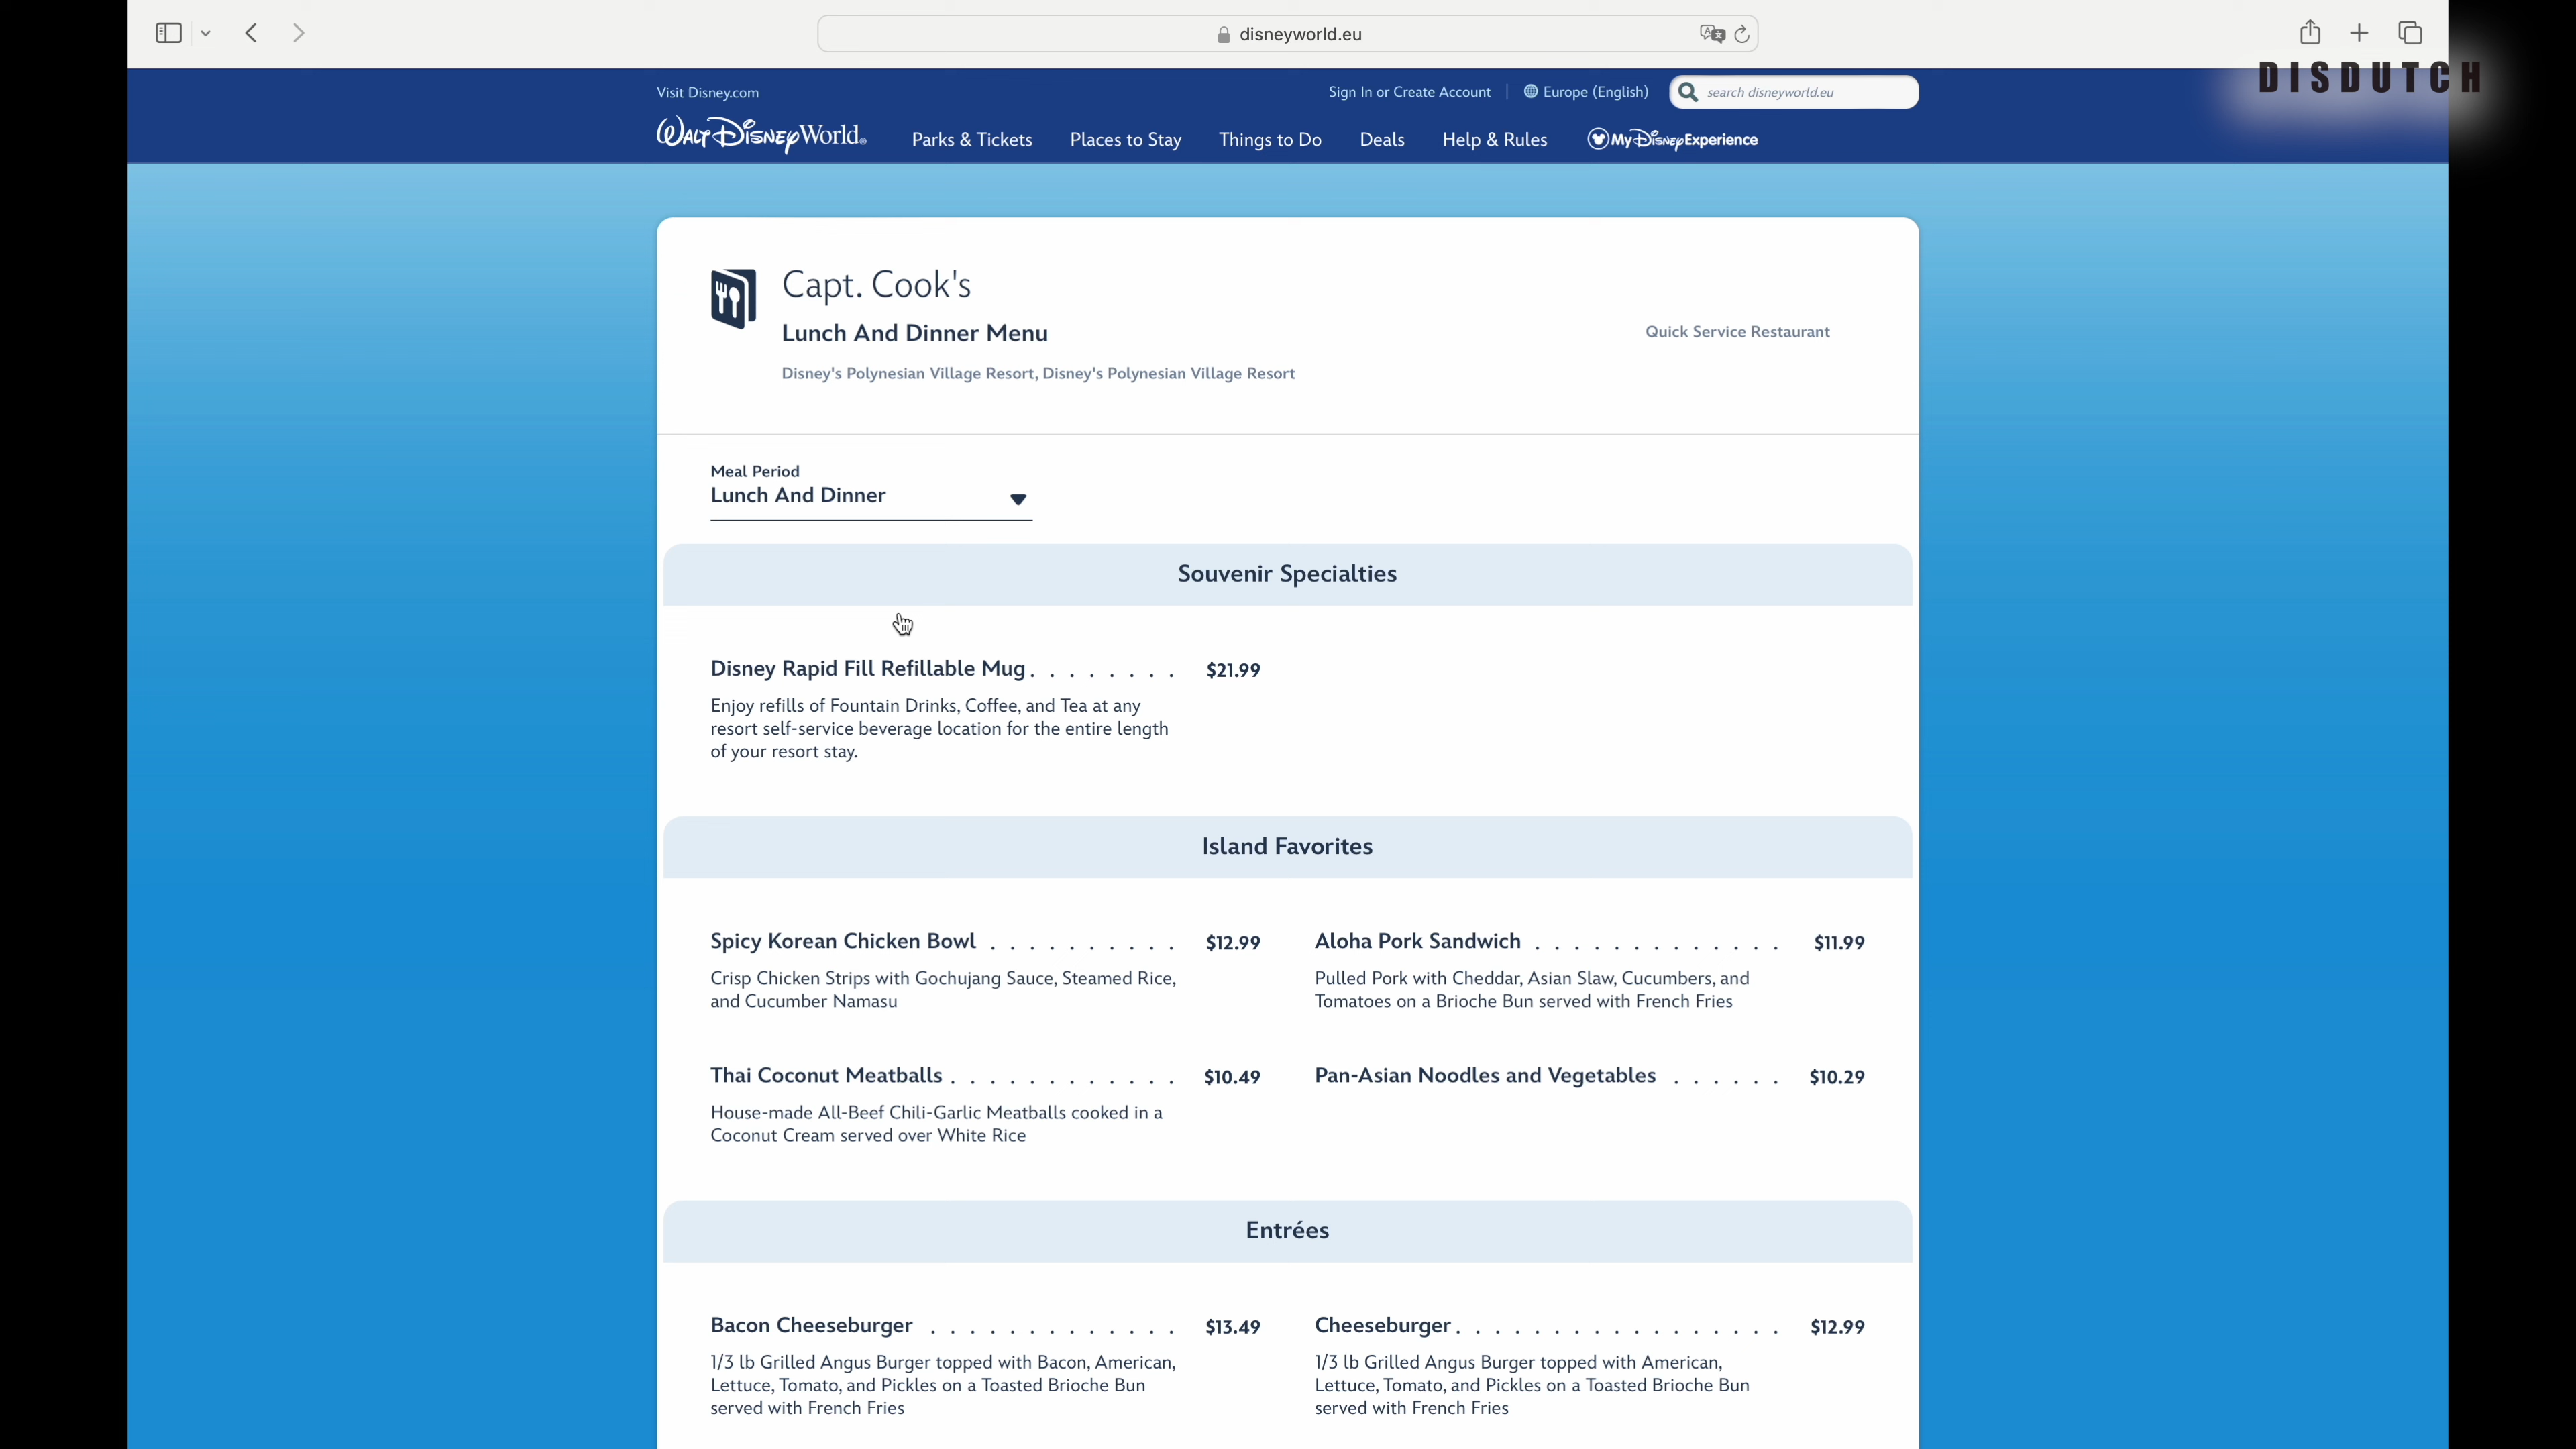 disneyworld.eu
DISDUTCH
Visit Disney.com
Sign In or Create Account
Europe (English)
search disneyworld.eu
Walt Disney World®
Parks & Tickets
Places to Stay
Things to Do
Deals
Help & Rules
My Disney Experience
Capt. Cook's
Lunch And Dinner Menu
Quick Service Restaurant
Disney's Polynesian Village Resort, Disney's Polynesian Village Resort
Meal Period
Lunch And Dinner
Souvenir Specialties
Disney Rapid Fill Refillable Mug . . . . . . . . $21.99
Enjoy refills of Fountain Drinks, Coffee, and Tea at any
resort self-service beverage location for the entire length
of your resort stay.
Island Favorites
Spicy Korean Chicken Bowl . . . . . . . . . . $12.99
Crisp Chicken Strips with Gochujang Sauce, Steamed Rice,
and Cucumber Namasu
Aloha Pork Sandwich . . . . . . . . . . . . . $11.99
Pulled Pork with Cheddar, Asian Slaw, Cucumbers, and
Tomatoes on a Brioche Bun served with French Fries
Thai Coconut Meatballs . . . . . . . . . . . . $10.49
House-made All-Beef Chili-Garlic Meatballs cooked in a
Coconut Cream served over White Rice
Pan-Asian Noodles and Vegetables . . . . . . $10.29
Entrées
Bacon Cheeseburger . . . . . . . . . . . . . $13.49
1/3 lb Grilled Angus Burger topped with Bacon, American,
Lettuce, Tomato, and Pickles on a Toasted Brioche Bun
served with French Fries
Cheeseburger . . . . . . . . . . . . . . . . . $12.99
1/3 lb Grilled Angus Burger topped with American,
Lettuce, Tomato, and Pickles on a Toasted Brioche Bun
served with French Fries